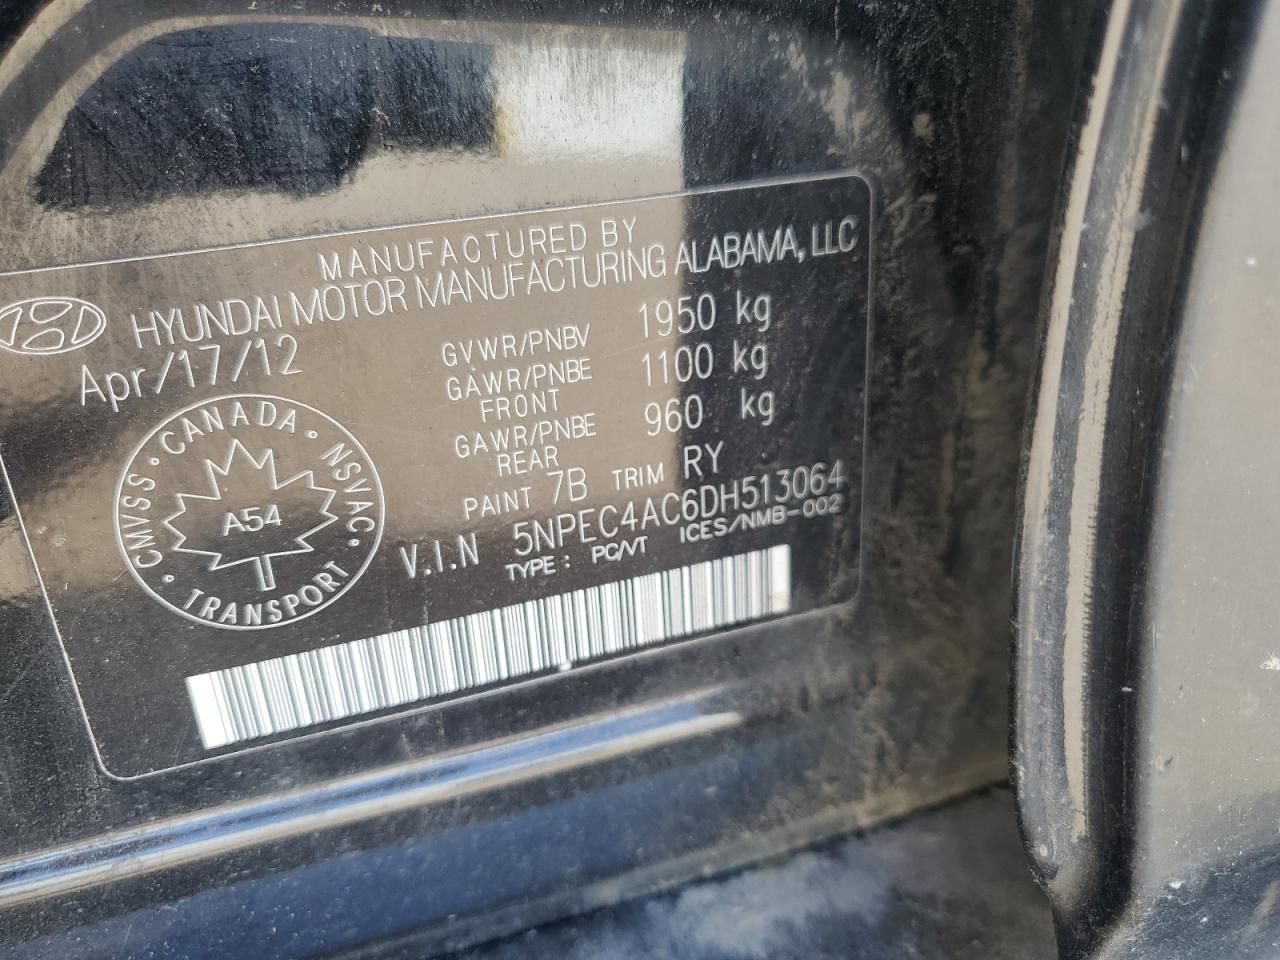 MANUFACTURED BY
HYUNDAI MOTOR MANUFACTURING ALABAMA, LLC
Apr/17/12
GVWR/PNBV 1950 kg
GAWR/PNBE FRONT 1100 kg
GAWR/PNBE REAR 960 kg
PAINT 7B TRIM RY
V.I.N 5NPEC4AC6DH513064
TYPE : PC/VT ICES/NMB-002
CMVSS • CANADA • NSVAC •
A54
TRANSPORT